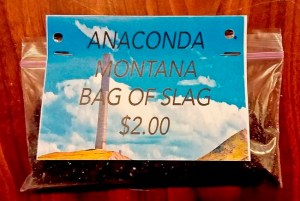 ANACONDA
MONTANA
BAG OF SLAG
$2.00